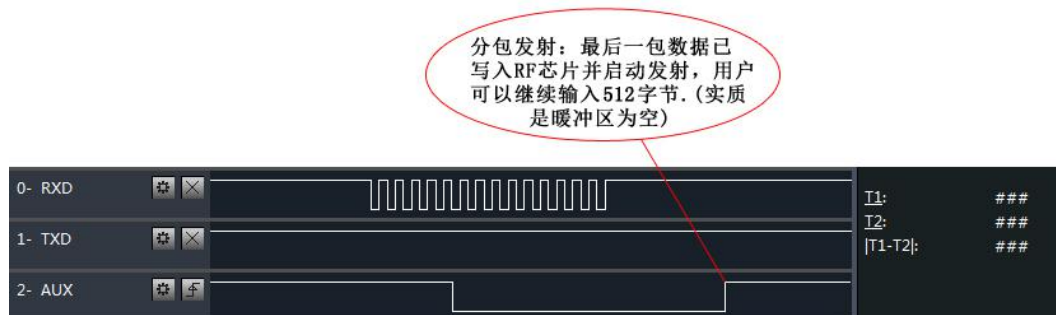 分包发射：最后一包数据已
写入RF芯片并启动发射，用户
可以继续输入512字节.(实质
是暖冲区为空)
0- RXD
T1: ###
1- TXD
T2: ###
|T1-T2|: ###
2- AUX